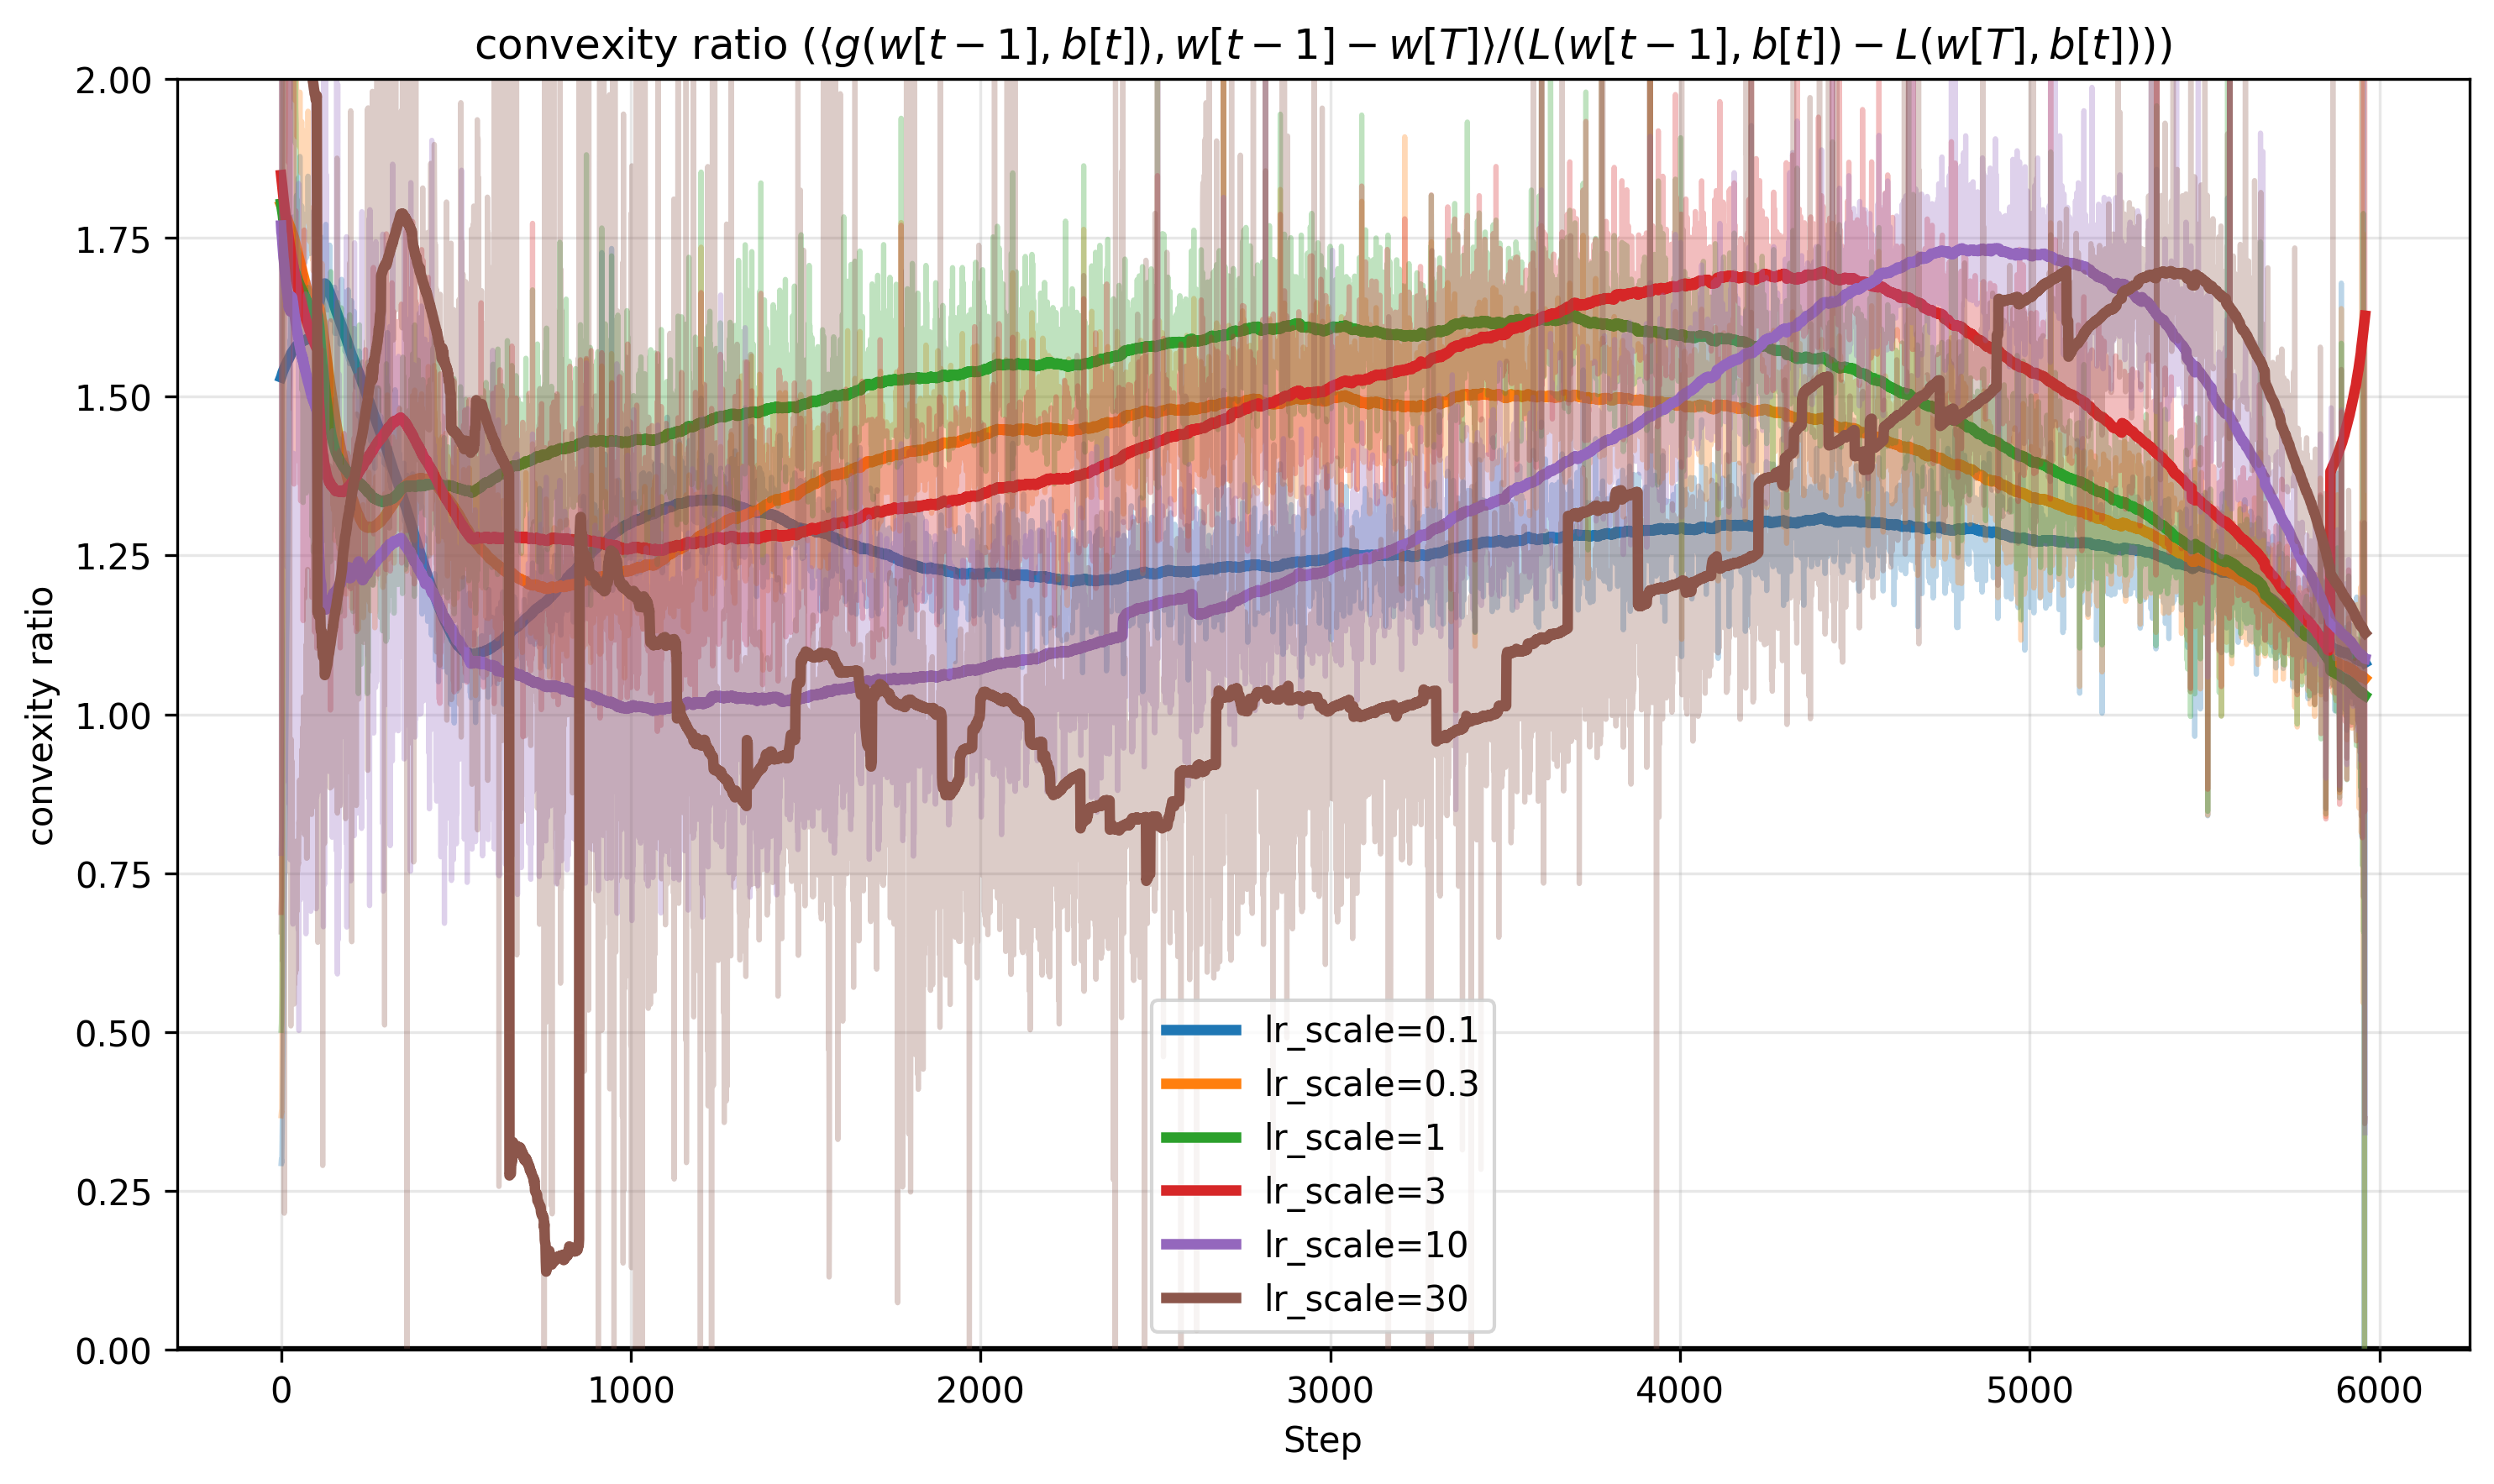 convexity ratio (⟨g(w[t − 1], b[t]), w[t − 1] − w[T]⟩/(L(w[t − 1], b[t]) − L(w[T], b[t])))
2.00
1.75
1.50
1.25
1.00
0.75
0.50
0.25
0.00
convexity ratio
lr_scale=0.1
lr_scale=0.3
lr_scale=1
lr_scale=3
lr_scale=10
lr_scale=30
0 1000 2000 3000 4000 5000 6000
Step